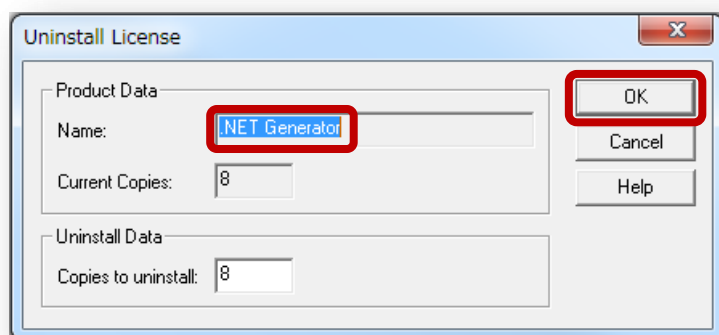 Uninstall License
Product Data
Name: .NET Generator
Current Copies: 8
Uninstall Data
Copies to uninstall: 8
OK
Cancel
Help